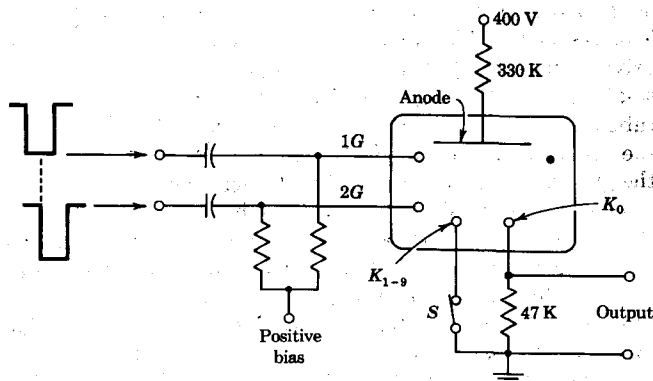 400 V
330 K
Anode
1G
2G
K₀
K₁₋₉
S
47 K
Output
Positive
bias